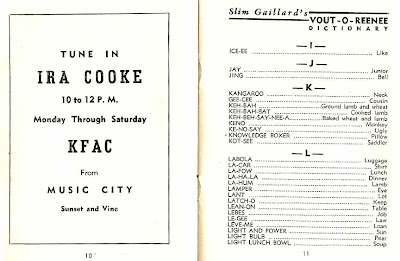 TUNE IN
IRA COOKE
10 to 12 P. M.
Monday Through Saturday
KFAC
From
MUSIC CITY
Sunset and Vine
10
Slim Gaillard's
VOUT-O-REENEE
DICTIONARY
— I —
ICE-EE Like
— J —
JAY Junior
JING Bell
— K —
KANGAROO Neck
GEE-CEE Cousin
KEH-BAH Ground lamb and wheat
KEH-BAH-BAT Cooked lamb
KEH-BEH-SAY-NEE-A Baked wheat and lamb
KENO Monkey
KE-NO-SAY Ugly
KNOWLEDGE BOXER Pillow
KOT-SEE Saddler
— L —
LABOLA Luggage
LA-CAR Shirt
LA-FOW Lunch
LA-HA-LA Dinner
LA-HUM Lamb
LAMPER Eye
LANT Lot
LATCH-O Keep
LEAN-ON Table
LEBES Job
LE-GEE Law
LEVE-ME Loan
LIGHT AND POWER Sun
LIGHT BULB Pear
LIGHT LUNCH BOWL Soup
11